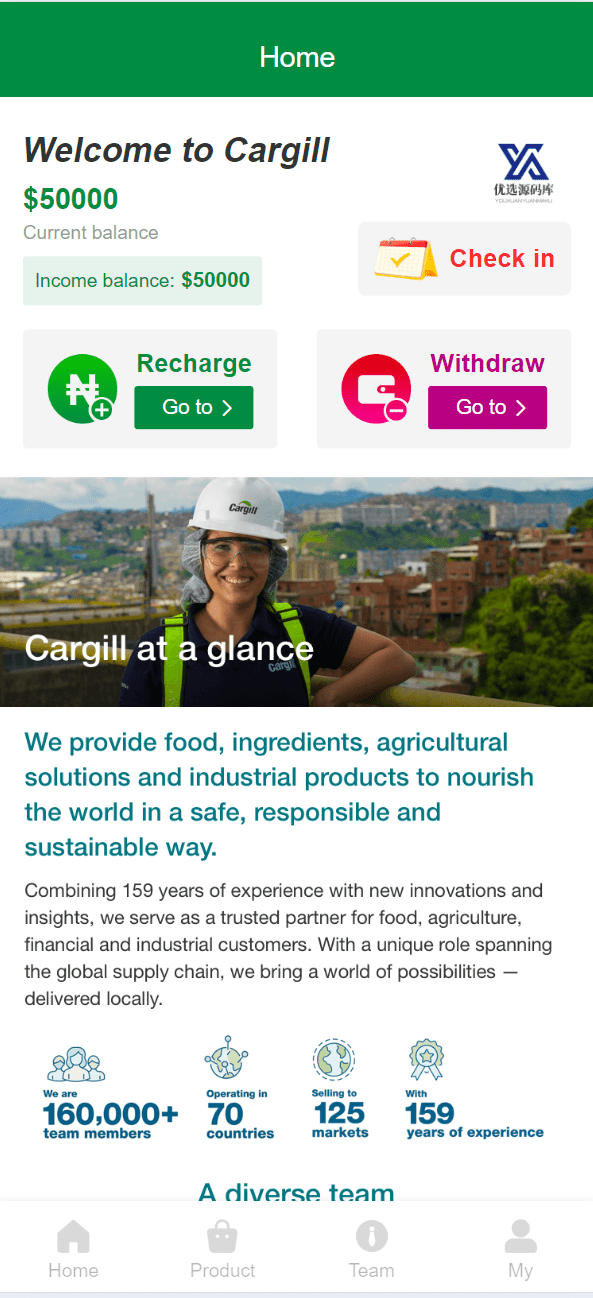 Home
Welcome to Cargill
$50000
Current balance
Income balance: $50000
优选源码库
Check in
Recharge
Go to
Withdraw
Go to
Cargill
Cargill at a glance
Cargill
We provide food, ingredients, agricultural
solutions and industrial products to nourish
the world in a safe, responsible and
sustainable way.
Combining 159 years of experience with new innovations and
insights, we serve as a trusted partner for food, agriculture,
financial and industrial customers. With a unique role spanning
the global supply chain, we bring a world of possibilities —
delivered locally.
We are
160,000+
team members
Operating in
70
countries
Selling to
125
markets
With
159
years of experience
A diverse team
Home
Product
Team
My